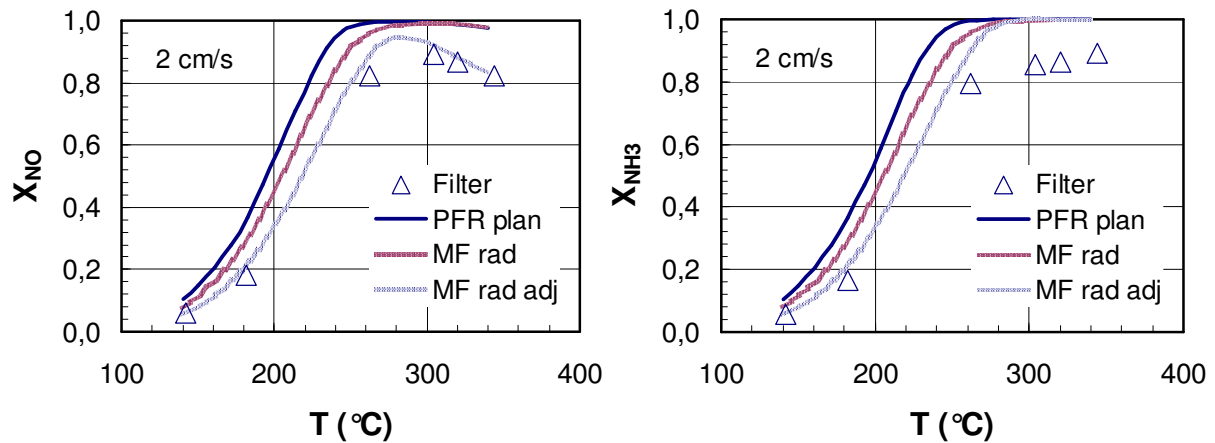 1,0
0,8
0,6
0,4
0,2
0,0
X_NO
2 cm/s
Filter
PFR plan
MF rad
MF rad adj
100
200
300
400
T (°C)
1,0
0,8
0,6
0,4
0,2
0,0
X_NH3
2 cm/s
Filter
PFR plan
MF rad
MF rad adj
100
200
300
400
T (°C)